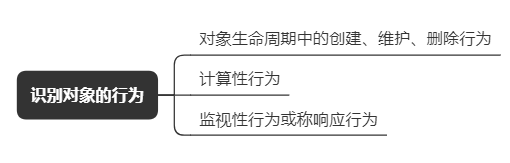 对象生命周期中的创建、维护、删除行为
识别对象的行为
计算性行为
监视性行为或称响应行为